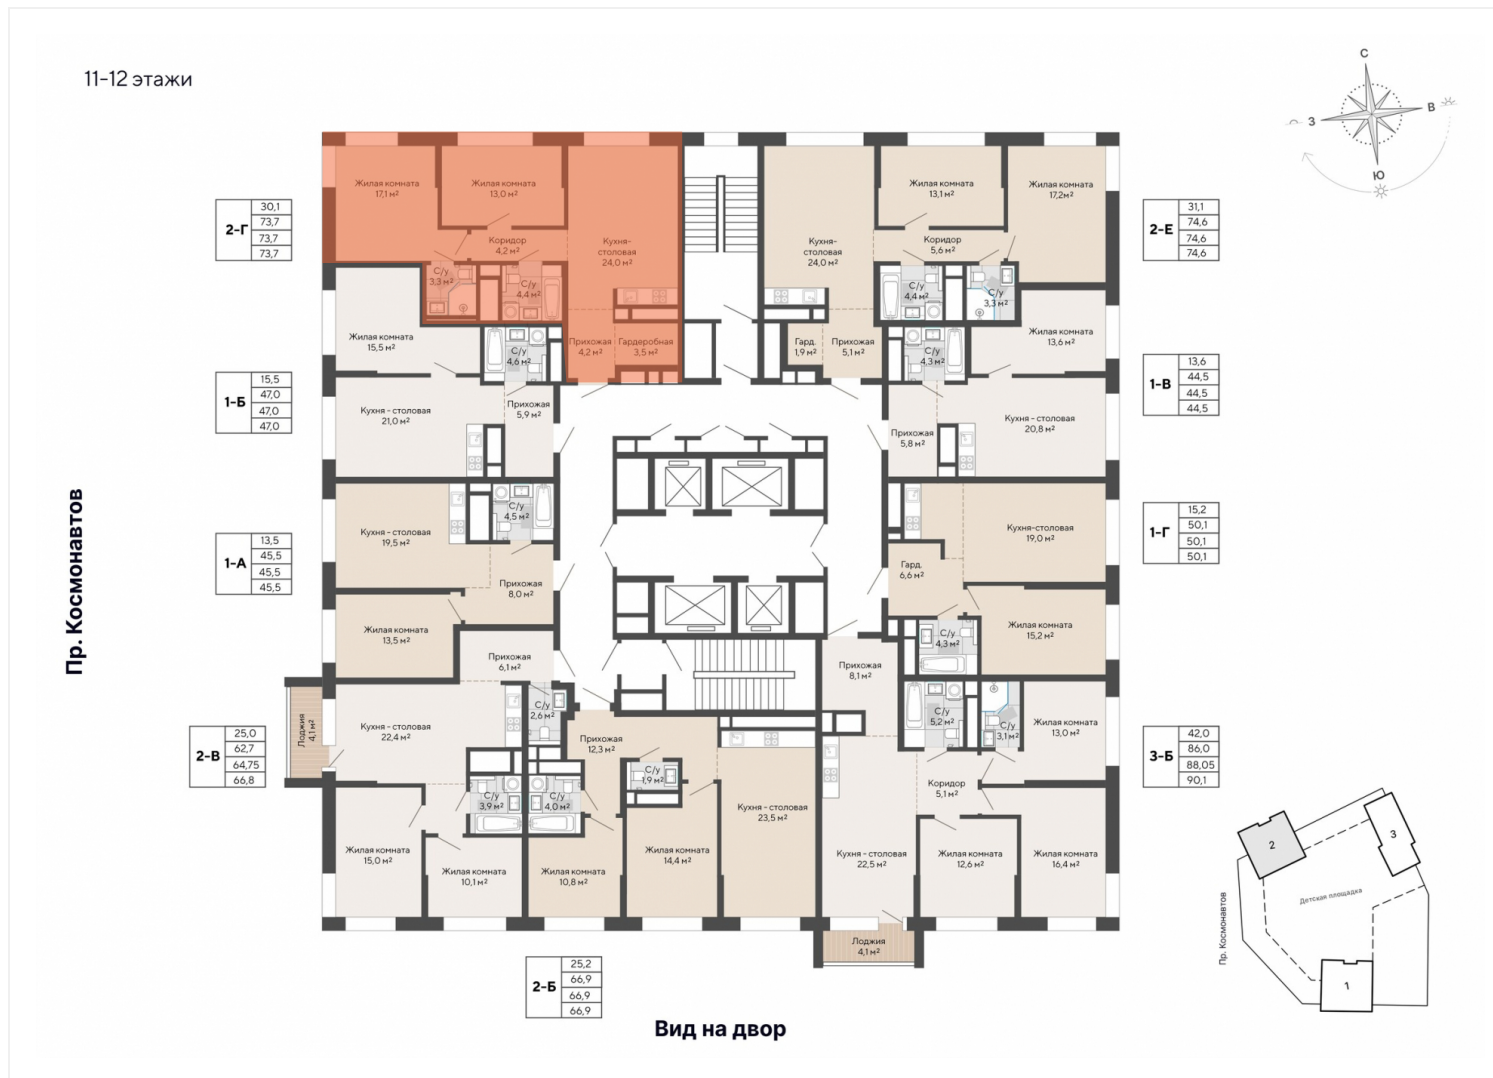 11-12 этажи
С
В
З
Ю
2-Г
30,1
73,7
73,7
73,7
Жилая комната
17,1 м²
Жилая комната
13,0 м²
Коридор
4,2 м²
Кухня-
столовая
24,0 м²
С/у
3,3 м²
С/у
4,4 м²
Прихожая
4,2 м²
Гардеробная
3,5 м²
Кухня-
столовая
24,0 м²
Жилая комната
13,1 м²
Жилая комната
17,2м²
Коридор
5,6 м²
С/у
4,4 м²
С/у
3,3 м²
Гард.
1,9 м²
Прихожая
5,1 м²
2-Е
31,1
74,6
74,6
74,6
1-Б
15,5
47,0
47,0
47,0
Жилая комната
15,5 м²
С/у
4,6 м²
Кухня - столовая
21,0 м²
Прихожая
5,9 м²
Жилая комната
13,6 м²
С/у
4,3 м²
Прихожая
5,8 м²
Кухня - столовая
20,8 м²
1-В
13,6
44,5
44,5
44,5
1-А
13,5
45,5
45,5
45,5
Кухня - столовая
19,5 м²
С/у
4,5 м²
Прихожая
8,0 м²
Жилая комната
13,5 м²
Кухня-столовая
19,0 м²
Гард.
6,6 м²
Жилая комната
15,2 м²
С/у
4,3 м²
1-Г
15,2
50,1
50,1
50,1
Пр. Космонавтов
2-В
25,0
62,7
64,75
66,8
Лоджия
4,1 м²
Прихожая
6,1 м²
Кухня - столовая
22,4 м²
С/у
2,6 м²
С/у
3,9 м²
Жилая комната
15,0 м²
Жилая комната
10,1 м²
Прихожая
12,3 м²
С/у
1,9 м²
С/у
4,0 м²
Жилая комната
10,8 м²
Жилая комната
14,4 м²
Кухня - столовая
23,5 м²
Прихожая
8,1 м²
С/у
5,2 м²
С/у
3,1 м²
Жилая комната
13,0 м²
Коридор
5,1 м²
Кухня - столовая
22,5 м²
Жилая комната
12,6 м²
Жилая комната
16,4 м²
Лоджия
4,1 м²
3-Б
42,0
86,0
88,05
90,1
2-Б
25,2
66,9
66,9
66,9
Вид на двор
2
3
Детская площадка
Пр. Космонавтов
1